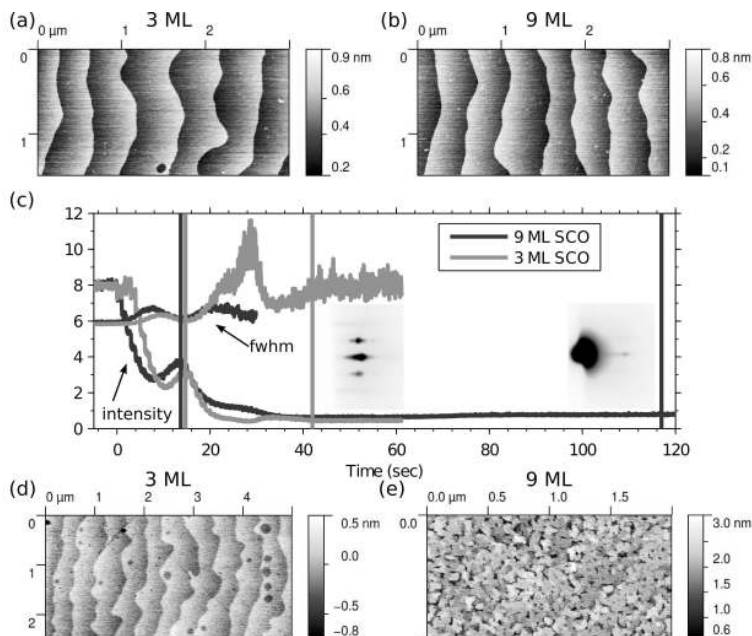 (a) 3 ML
0 µm 1 2
0
1
0.9 nm
0.6
0.4
0.2
(b) 9 ML
0 µm 1 2
0
1
0.8 nm
0.6
0.4
0.3
0.1
(c)
12
10
8
6
4
2
0
9 ML SCO
3 ML SCO
fwhm
intensity
0 20 40 60 80 100 120
Time (sec)
(d) 3 ML
0 µm 1 2 3 4
0
1
2
0.5 nm
0.0
−0.5
−0.8
(e) 9 ML
0.0 µm 0.5 1.0 1.5
0.0
3.0 nm
2.0
1.5
1.0
0.6